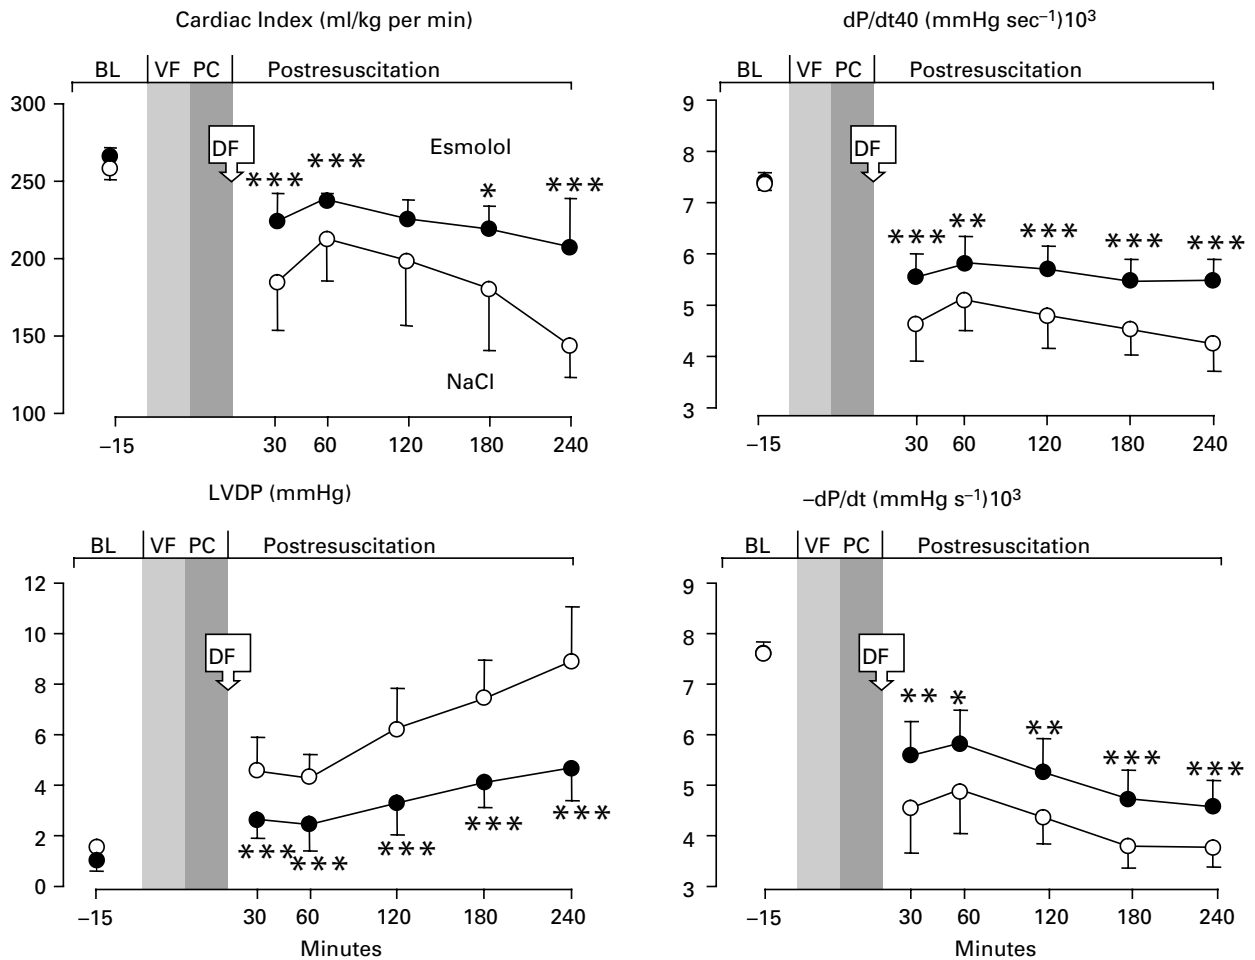 Cardiac Index (ml/kg per min)
BL VF PC Postresuscitation
300
250
200
150
100
DF
Esmolol
NaCl
*** *** * ***
–15 30 60 120 180 240
dP/dt40 (mmHg sec⁻¹)10³
BL VF PC Postresuscitation
9
8
7
6
5
4
3
DF
*** ** *** *** ***
–15 30 60 120 180 240
LVDP (mmHg)
BL VF PC Postresuscitation
12
10
8
6
4
2
0
DF
*** *** *** *** ***
–15 30 60 120 180 240
Minutes
–dP/dt (mmHg s⁻¹)10³
BL VF PC Postresuscitation
9
8
7
6
5
4
3
DF
** * ** *** ***
–15 30 60 120 180 240
Minutes